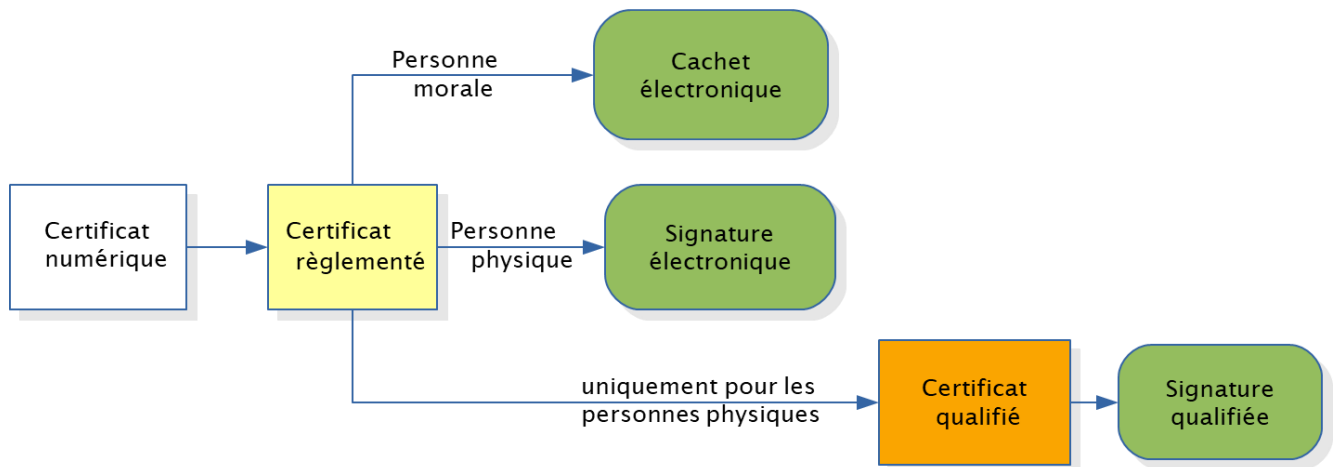 Personne
morale
Cachet
électronique
Certificat
numérique
Certificat
règlementé
Personne
physique
Signature
électronique
uniquement pour les
personnes physiques
Certificat
qualifié
Signature
qualifiée